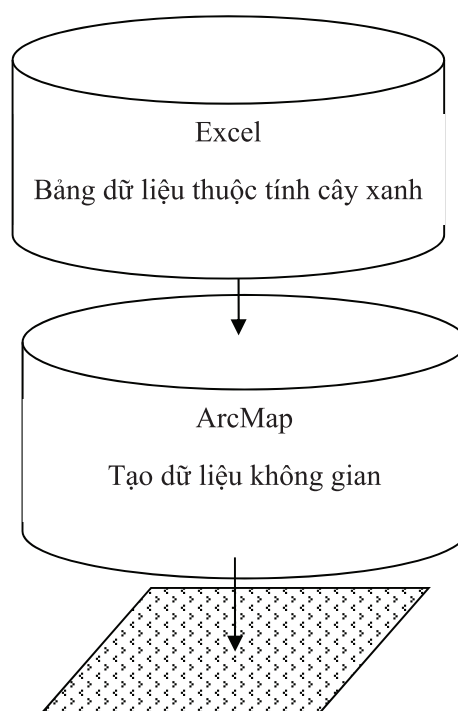 Excel
Bảng dữ liệu thuộc tính cây xanh
ArcMap
Tạo dữ liệu không gian